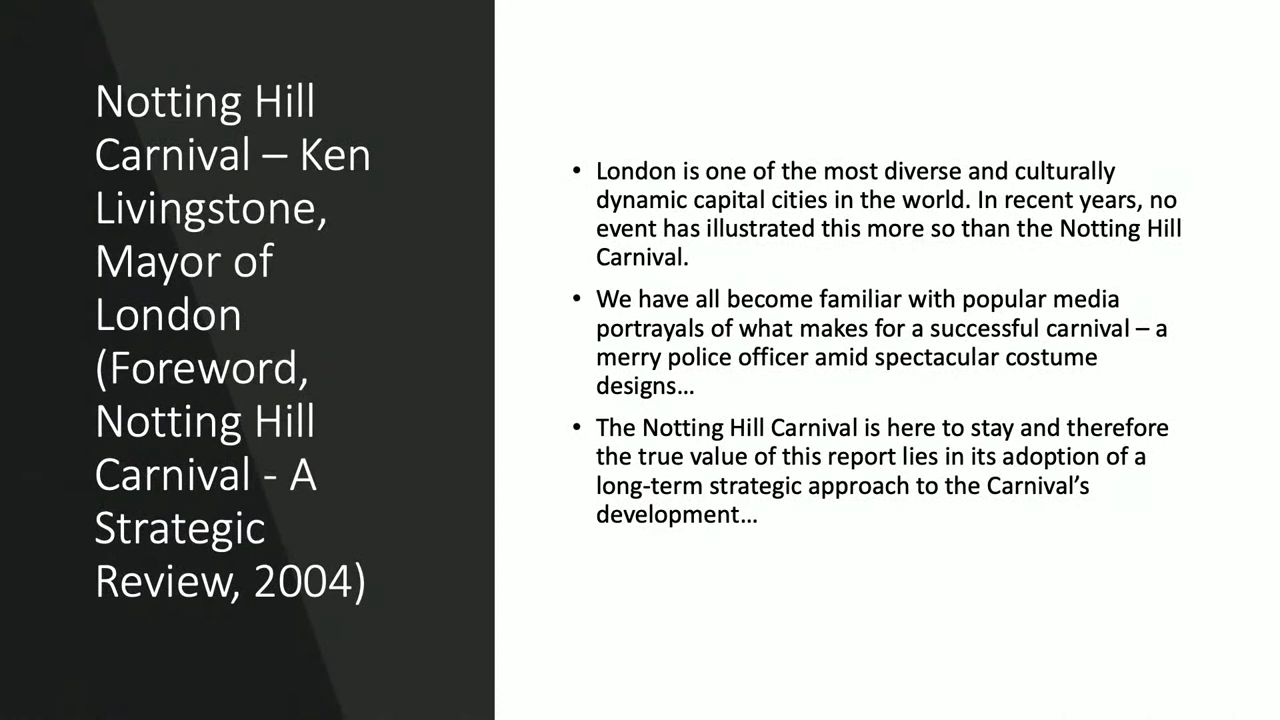 Notting Hill
Carnival – Ken
Livingstone,
Mayor of
London
(Foreword,
Notting Hill
Carnival - A
Strategic
Review, 2004)
• London is one of the most diverse and culturally
dynamic capital cities in the world. In recent years, no
event has illustrated this more so than the Notting Hill
Carnival.
• We have all become familiar with popular media
portrayals of what makes for a successful carnival – a
merry police officer amid spectacular costume
designs…
• The Notting Hill Carnival is here to stay and therefore
the true value of this report lies in its adoption of a
long-term strategic approach to the Carnival’s
development…